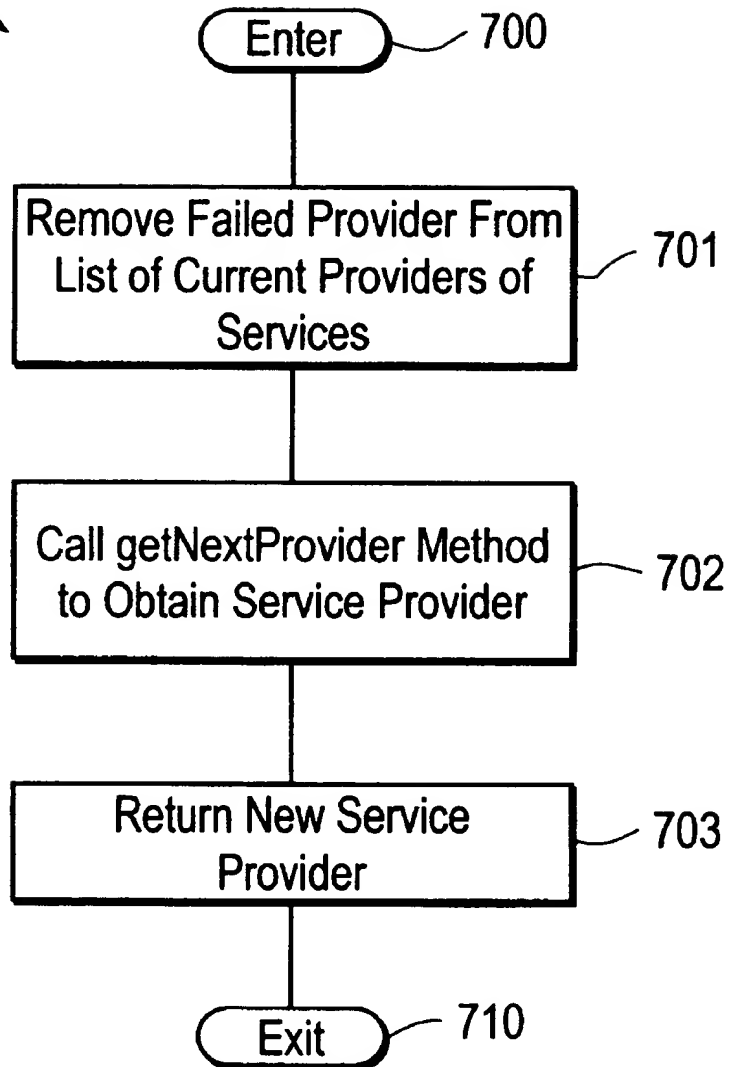 Enter
700
Remove Failed Provider From
List of Current Providers of
Services
701
Call getNextProvider Method
to Obtain Service Provider
702
Return New Service
Provider
703
Exit
710